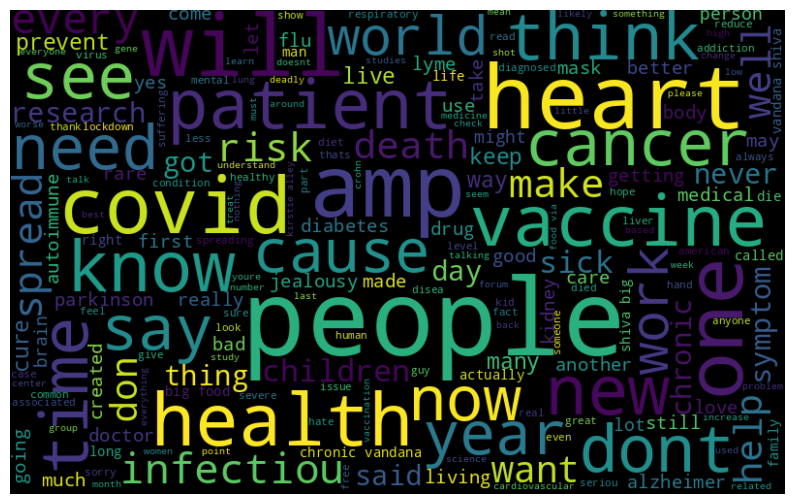 every
will
come
world
think
person
reduce
prevent
everyone
virus
see
patient
research
deadly
thank
lockdown
flu
yes
man
let
respiratory
studies
show
doesnt
mean
gene
learn
lung
mental
live
lyme
life
mask
use
take
read
shot
likely
something
diagnosed
better
high
change
low
addiction
please
well
vandana shiva
heart
need
suffering
must
around
worse
less
risk
death
body
medicine
check
little
cancer
may
talk
condition
got
understand
healthy
diet
thats
crohn
part
keep
might
never
always
rare
treat
nothing
kirstie alley
way
make
getting
medical
die
covid
amp
vaccine
hope
seem
food via
liver
based
spread
autoimmune
best
spreading
diabetes
drug
right
first
youre
number
cause
level
talking
good
sick
american
week
called
know
jealousy
made
day
disea
care
died
hand
parkinson
really
feel
sure
last
forum
kid
fact
back
kidney
someone
work
shiva big
chronic
symptom
one
anyone
time
cure
brain
say
bad
look
human
people
many
another
created
don
give
study
thing
children
guy
actually
new
love
help
case
center
common
associated
everything
big food
issue
severe
hate
real
great
lot
still
increase
problem
family
going
group
doctor
health
vaccination
now
even
used
much
sorry
long
month
women
point
free
chronic vandana
science
year
want
dont
infectiou
said
living
cardiovascular
seriou
alzheimer
related